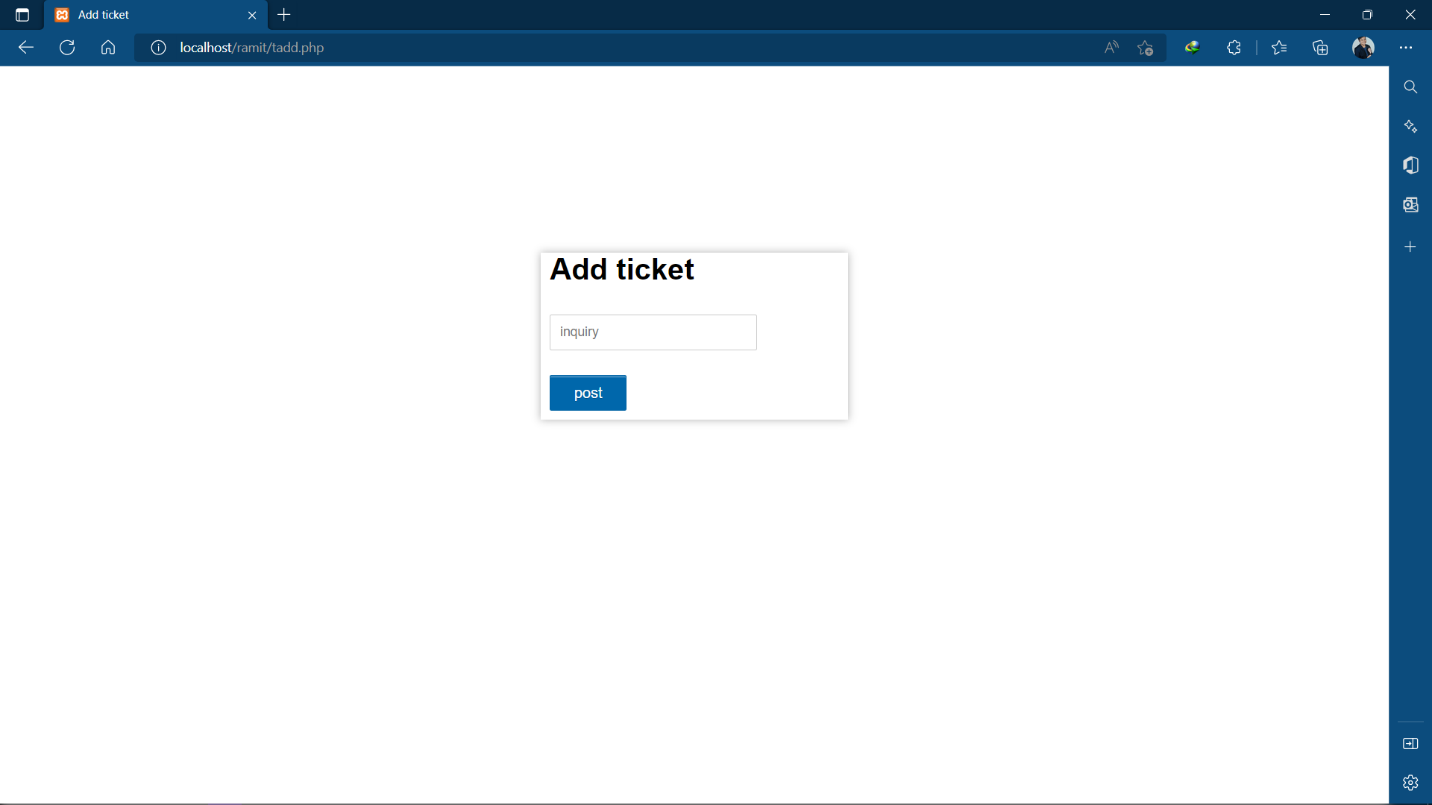 Add ticket
localhost/ramit/tadd.php
Add ticket
inquiry
post